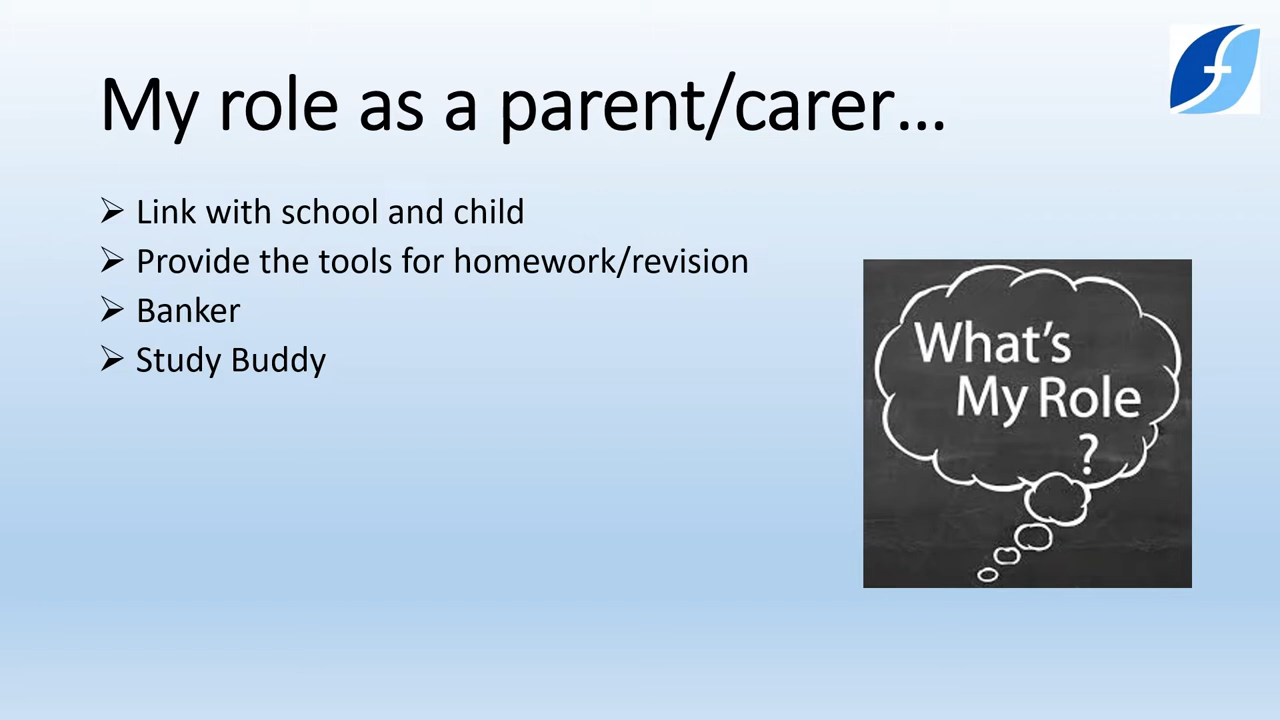 My role as a parent/carer…
➢ Link with school and child
➢ Provide the tools for homework/revision
➢ Banker
➢ Study Buddy
What's
My Role
?